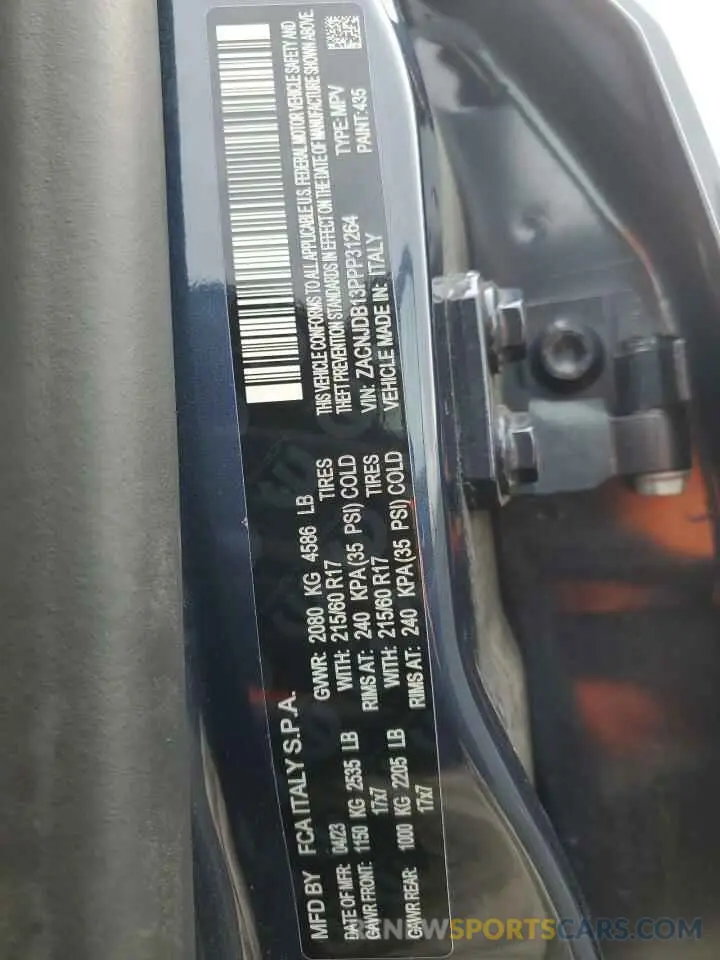 MFD BY FCA ITALY S.P.A.
DATE OF MFR: 04/23 GVWR: 2080 KG 4586 LB
GAWR FRONT: 1150 KG 2535 LB WITH: 215/60 R17 TIRES
17x7 RIMS AT: 240 KPA (35 PSI) COLD
GAWR REAR: 1000 KG 2205 LB WITH: 215/60 R17 TIRES
17x7 RIMS AT: 240 KPA (35 PSI) COLD
THIS VEHICLE CONFORMS TO ALL APPLICABLE U.S. FEDERAL MOTOR VEHICLE SAFETY AND
THEFT PREVENTION STANDARDS IN EFFECT ON THE DATE OF MANUFACTURE SHOWN ABOVE.
VIN: ZACNJDB13PPP31264 TYPE: MPV
VEHICLE MADE IN: ITALY PAINT: 435
RENEWSPORTSCARS.COM